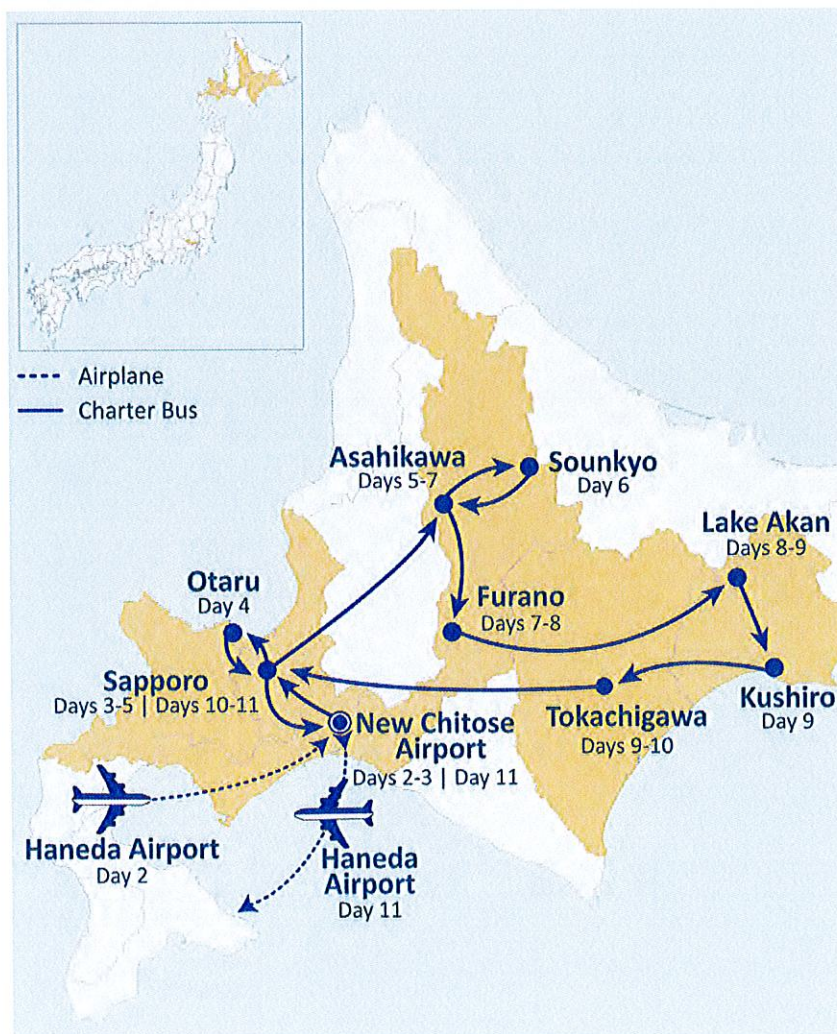 Airplane
Charter Bus
Asahikawa
Days 5-7
Sounkyo
Day 6
Lake Akan
Days 8-9
Otaru
Day 4
Furano
Days 7-8
Sapporo
Days 3-5 | Days 10-11
New Chitose
Airport
Days 2-3 | Day 11
Tokachigawa
Days 9-10
Kushiro
Day 9
Haneda Airport
Day 2
Haneda
Airport
Day 11